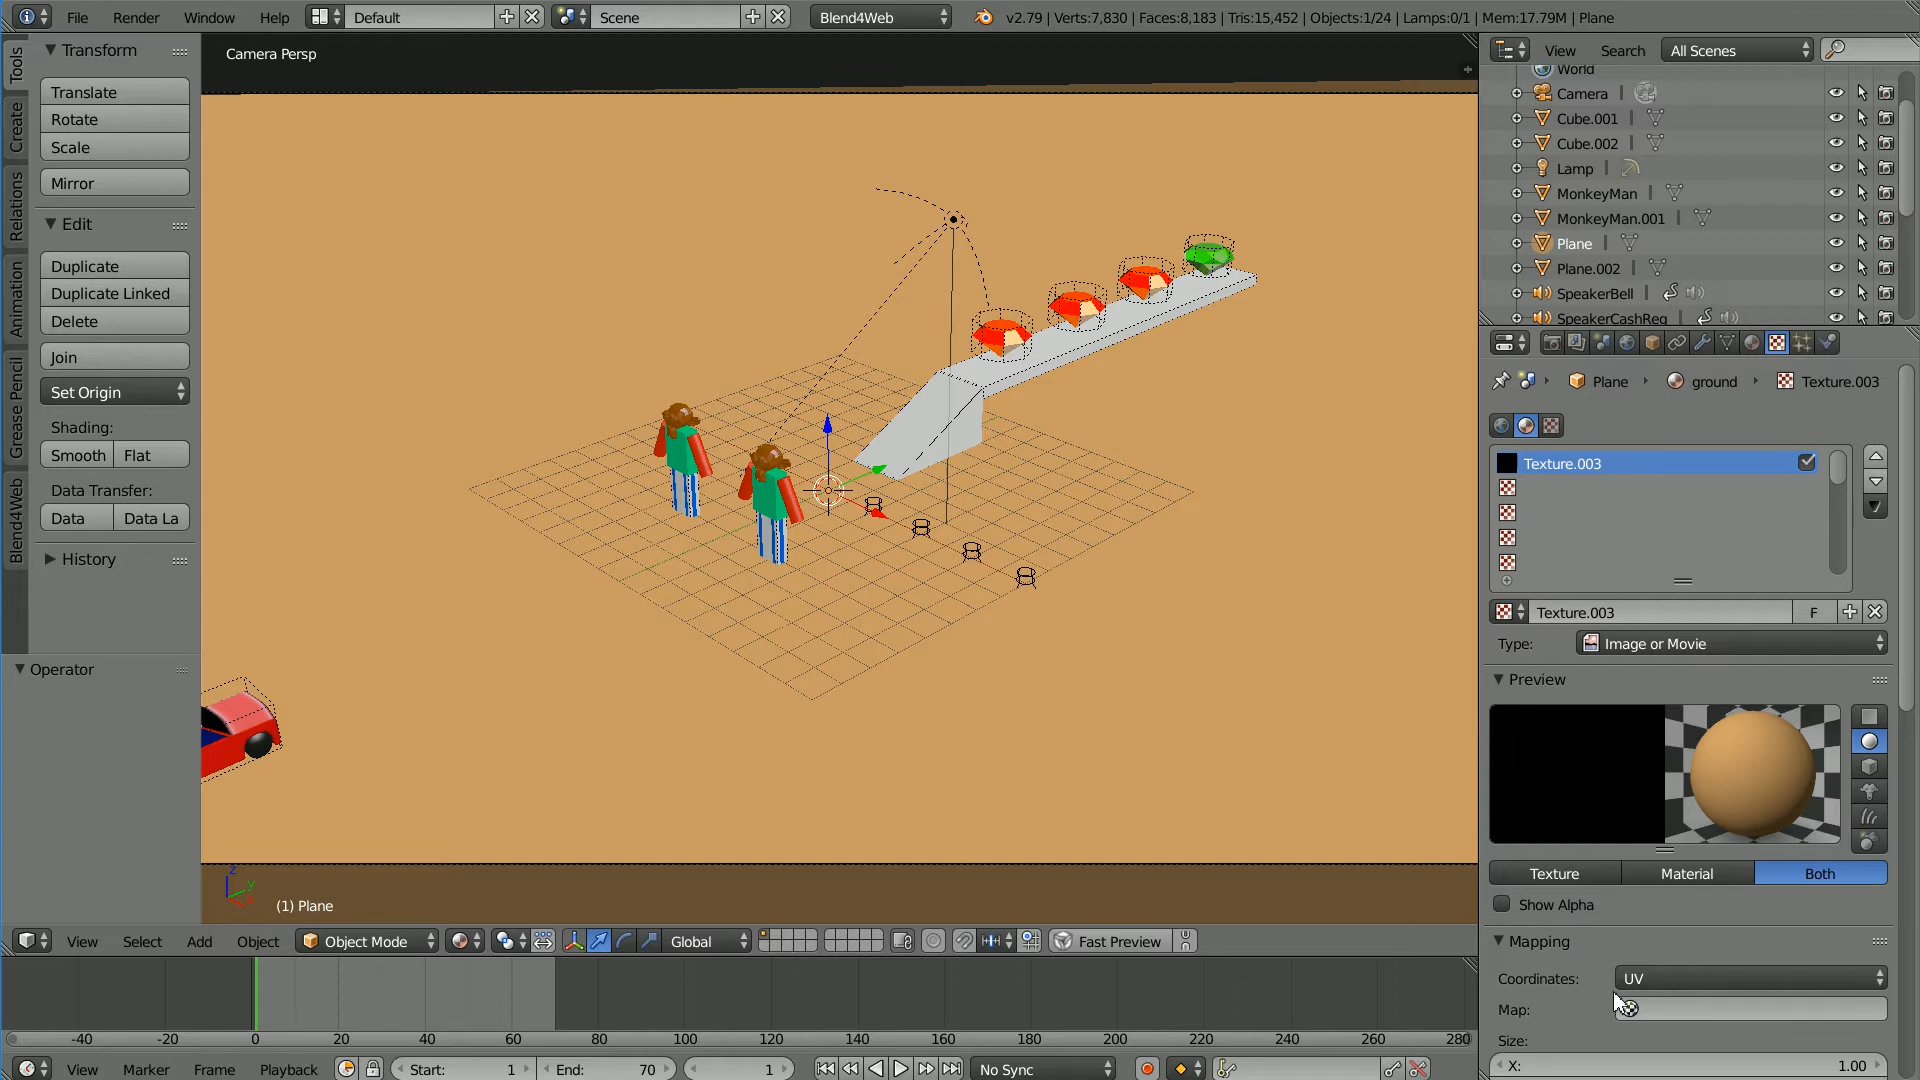 File Render Window Help Default Scene Blend4Web v2.79 | Verts:7,830 | Faces:8,183 | Tris:15,452 | Objects:1/24 | Lamps:0/1 | Mem:17.79M | Plane
Tools
Create
Relations
Animation
Grease Pencil
Blend4Web
Transform
Translate
Rotate
Scale
Mirror
Edit
Duplicate
Duplicate Linked
Delete
Join
Set Origin
Shading:
Smooth Flat
Data Transfer:
Data Data La
History
Operator
Camera Persp
z
y
(1) Plane
View Select Add Object Object Mode Global Fast Preview
-40 -20 0 20 40 60 80 100 120 140 160 180 200 220 240 260 280
View Marker Frame Playback Start: 1 End: 70 1 No Sync
View Search All Scenes
World
Camera
Cube.001
Cube.002
Lamp
MonkeyMan
MonkeyMan.001
Plane
Plane.002
SpeakerBell
SpeakerCashReg
Plane ground Texture.003
Texture.003
Texture.003 F
Type: Image or Movie
Preview
Texture Material Both
Show Alpha
Mapping
Coordinates: UV
Map:
Size:
X: 1.00